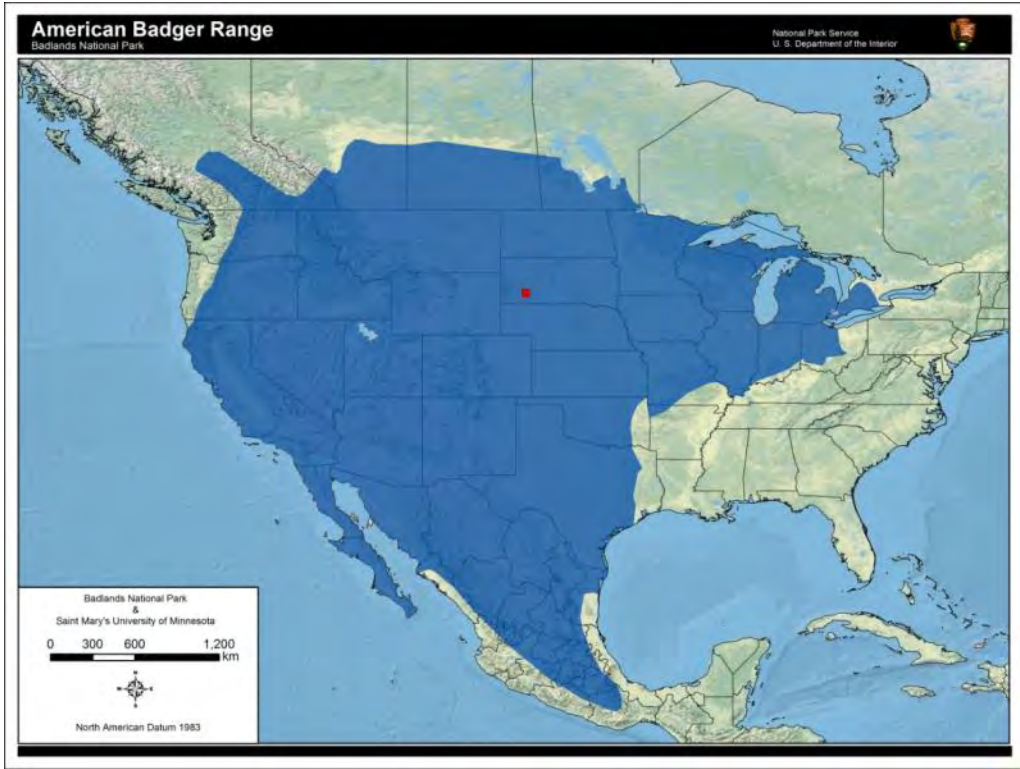 American Badger Range
Badlands National Park
National Park Service
U. S. Department of the Interior
Badlands National Park
&
Saint Mary's University of Minnesota
0 300 600 1,200
km
N
W E
S
North American Datum 1983